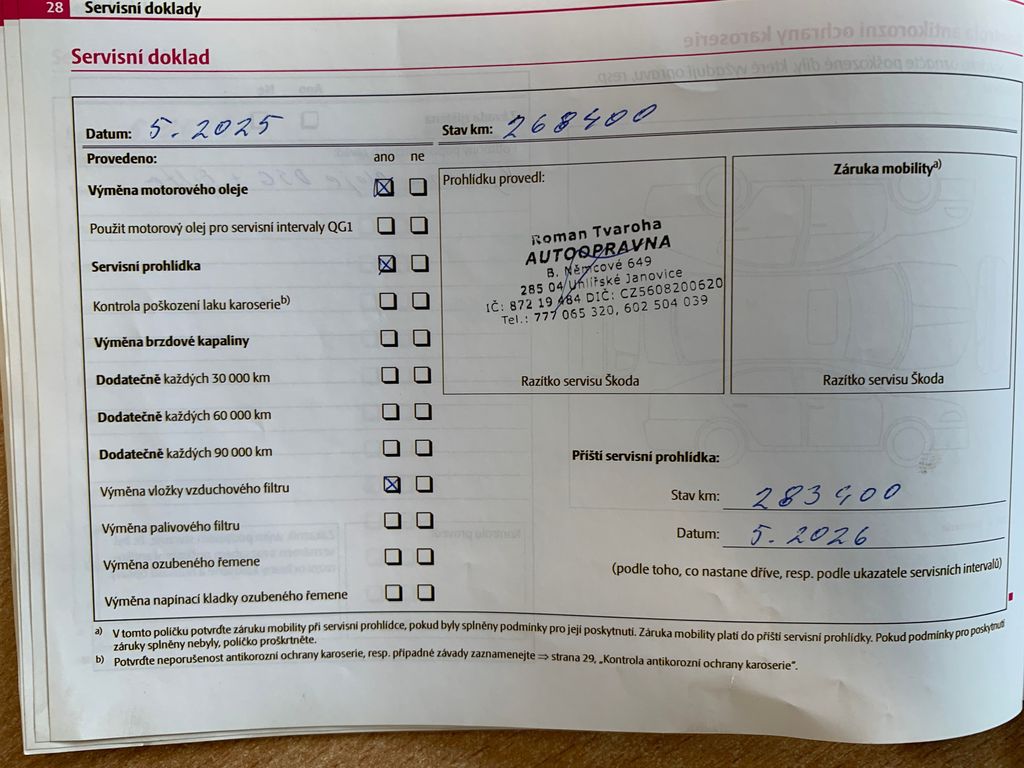 28 Servisní doklady
Servisní doklad
Datum: 5. 2025 Stav km: 268400
Provedeno: ano ne
Výměna motorového oleje
Použit motorový olej pro servisní intervaly QG1
Servisní prohlídka
Kontrola poškození laku karoserie b)
Výměna brzdové kapaliny
Dodatečně každých 30 000 km
Dodatečně každých 60 000 km
Dodatečně každých 90 000 km
Výměna vložky vzduchového filtru
Výměna palivového filtru
Výměna ozubeného řemene
Výměna napínací kladky ozubeného řemene
Prohlídku provedl:
Roman Tvaroha
AUTOOPRAVNA
B. Němcové 649
285 04 Uhlířské Janovice
IČ: 872 19 484 DIČ: CZ5608200620
Tel.: 777 065 320, 602 504 039
Razítko servisu Škoda
Záruka mobility a)
Razítko servisu Škoda
Příští servisní prohlídka:
Stav km: 283400
Datum: 5. 2026
(podle toho, co nastane dříve, resp. podle ukazatele servisních intervalů)
a) V tomto políčku potvrďte záruku mobility při servisní prohlídce, pokud byly splněny podmínky pro její poskytnutí. Záruka mobility platí do příští servisní prohlídky. Pokud podmínky pro poskytnutí
záruky splněny nebyly, políčko proškrtněte.
b) Potvrďte neporušenost antikorozní ochrany karoserie, resp. případné závady zaznamenejte ⇒ strana 29, „Kontrola antikorozní ochrany karoserie“.